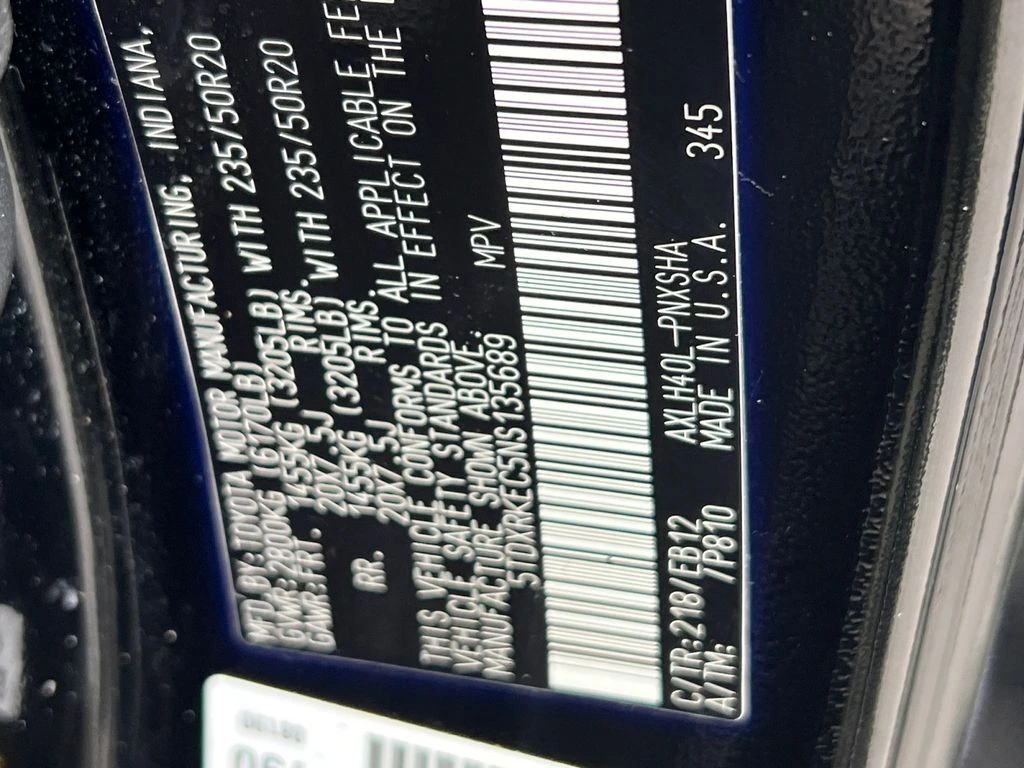 MFD BY: TOYOTA MOTOR MANUFACTURING, INDIANA,
GVWR: 2800KG (6170LB)
GAWR: FRT. 1455KG (3205LB) WITH 235/50R20
20X7.5J RIMS.
RR. 1455KG (3205LB) WITH 235/50R20
20X7.5J RIMS.
THIS VEHICLE CONFORMS TO ALL APPLICABLE FE
VEHICLE SAFETY STANDARDS IN EFFECT ON THE
MANUFACTURE SHOWN ABOVE.
5TDXRKEC5NS135689 MPV
C/TR:218/EB12 AXLH40L-PNXSHA
A/TM: /P810 MADE IN U.S.A. 345